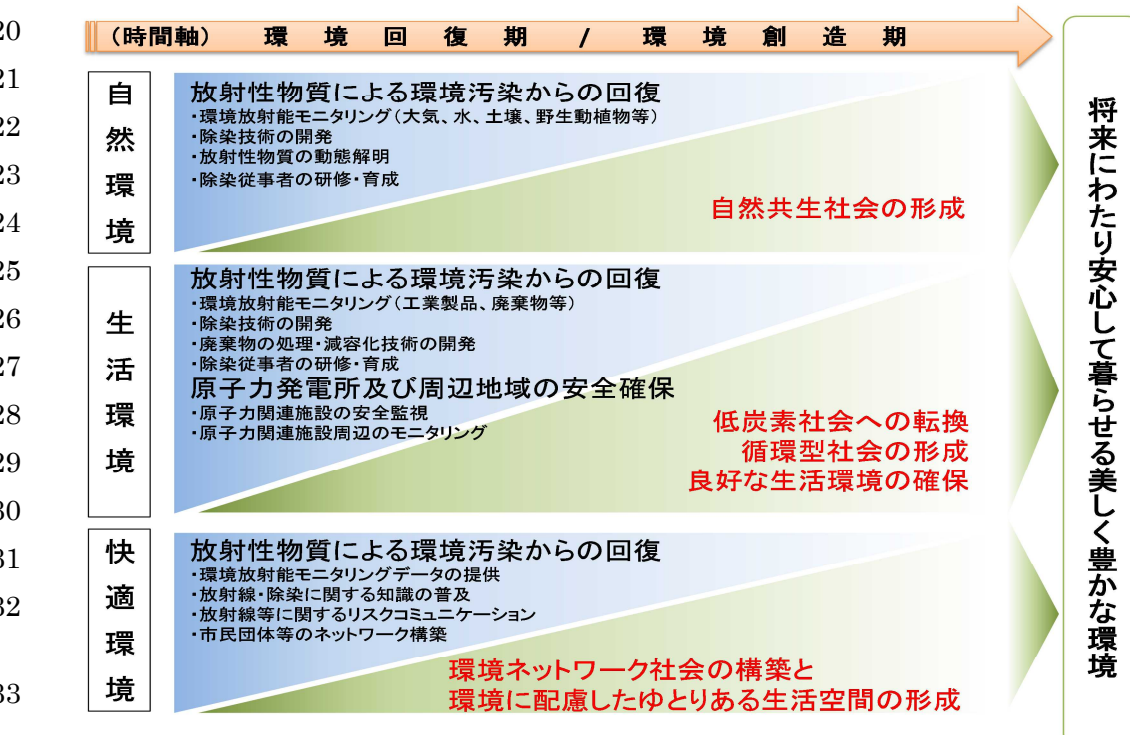 (時間軸) 環境回復期 / 環境創造期
自然環境
放射性物質による環境汚染からの回復
・環境放射能モニタリング(大気、水、土壌、野生動植物等)
・除染技術の開発
・放射性物質の動態解明
・除染従事者の研修・育成
自然共生社会の形成
生活環境
放射性物質による環境汚染からの回復
・環境放射能モニタリング(工業製品、廃棄物等)
・除染技術の開発
・廃棄物の処理・減容化技術の開発
・除染従事者の研修・育成
原子力発電所及び周辺地域の安全確保
・原子力関連施設の安全監視
・原子力関連施設周辺のモニタリング
低炭素社会への転換
循環型社会の形成
良好な生活環境の確保
快適環境
放射性物質による環境汚染からの回復
・環境放射能モニタリングデータの提供
・放射線・除染に関する知識の普及
・放射線等に関するリスクコミュニケーション
・市民団体等のネットワーク構築
環境ネットワーク社会の構築と
環境に配慮したゆとりある生活空間の形成
将来にわたり安心して暮らせる美しく豊かな環境
20
21
22
23
24
25
26
27
28
29
30
31
32
33